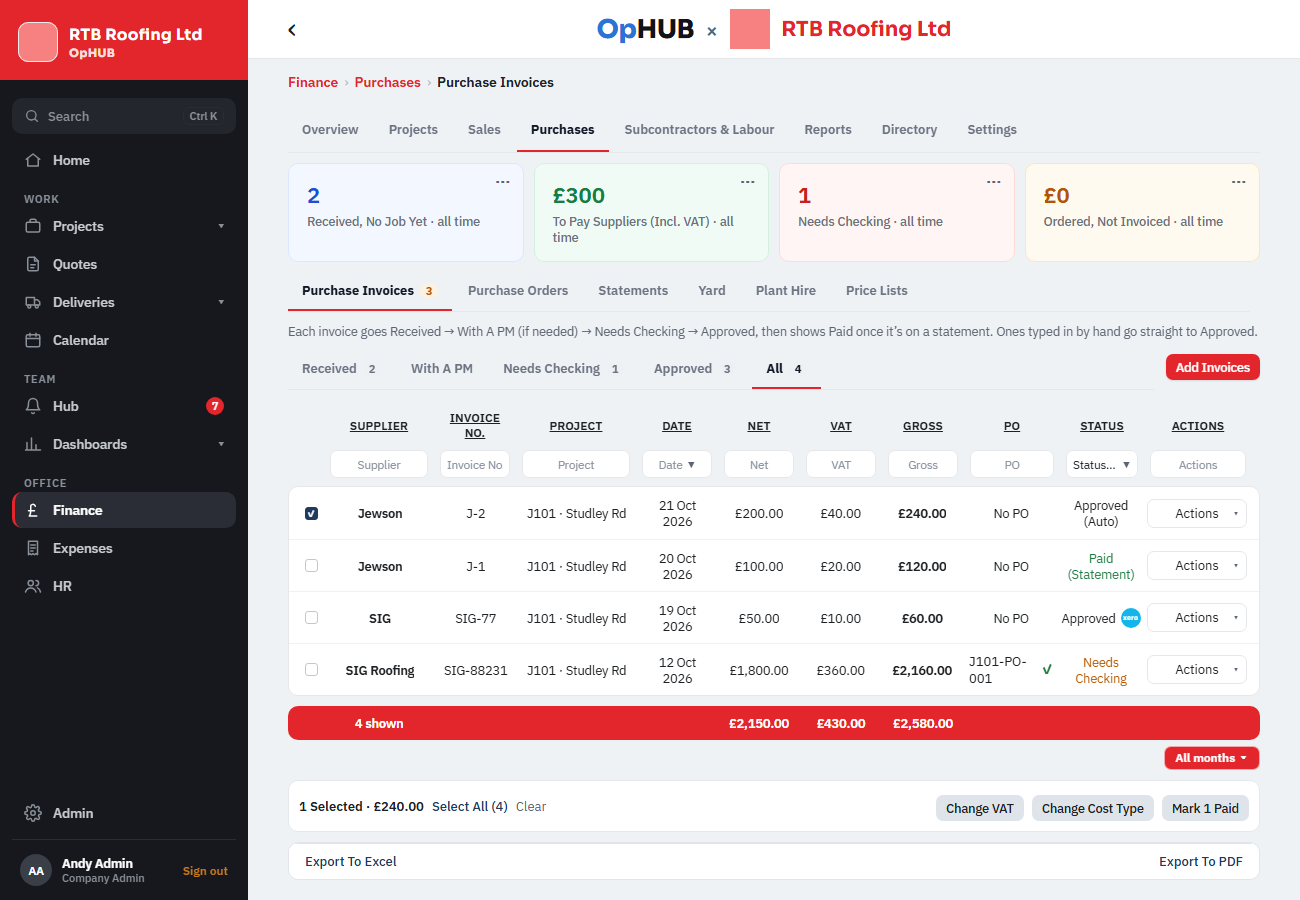 RTB Roofing Ltd
OpHUB
Search Ctrl K
Home
WORK
Projects
Quotes
Deliveries
Calendar
TEAM
Hub 7
Dashboards
OFFICE
Finance
Expenses
HR
Admin
AA Andy Admin
Company Admin
Sign out
OpHUB × RTB Roofing Ltd
Finance › Purchases › Purchase Invoices
Overview Projects Sales Purchases Subcontractors & Labour Reports Directory Settings
2
Received, No Job Yet · all time
£300
To Pay Suppliers (Incl. VAT) · all
time
1
Needs Checking · all time
£0
Ordered, Not Invoiced · all time
Purchase Invoices 3 Purchase Orders Statements Yard Plant Hire Price Lists
Each invoice goes Received → With A PM (if needed) → Needs Checking → Approved, then shows Paid once it's on a statement. Ones typed in by hand go straight to Approved.
Received 2 With A PM Needs Checking 1 Approved 3 All 4 Add Invoices
SUPPLIER INVOICE NO. PROJECT DATE NET VAT GROSS PO STATUS ACTIONS
Supplier Invoice No Project Date Net VAT Gross PO Status... Actions
Jewson J-2 J101 · Studley Rd 21 Oct 2026 £200.00 £40.00 £240.00 No PO Approved (Auto) Actions
Jewson J-1 J101 · Studley Rd 20 Oct 2026 £100.00 £20.00 £120.00 No PO Paid (Statement) Actions
SIG SIG-77 J101 · Studley Rd 19 Oct 2026 £50.00 £10.00 £60.00 No PO Approved xero Actions
SIG Roofing SIG-88231 J101 · Studley Rd 12 Oct 2026 £1,800.00 £360.00 £2,160.00 J101-PO-001 ✓ Needs Checking Actions
4 shown £2,150.00 £430.00 £2,580.00
All months
1 Selected · £240.00 Select All (4) Clear Change VAT Change Cost Type Mark 1 Paid
Export To Excel Export To PDF